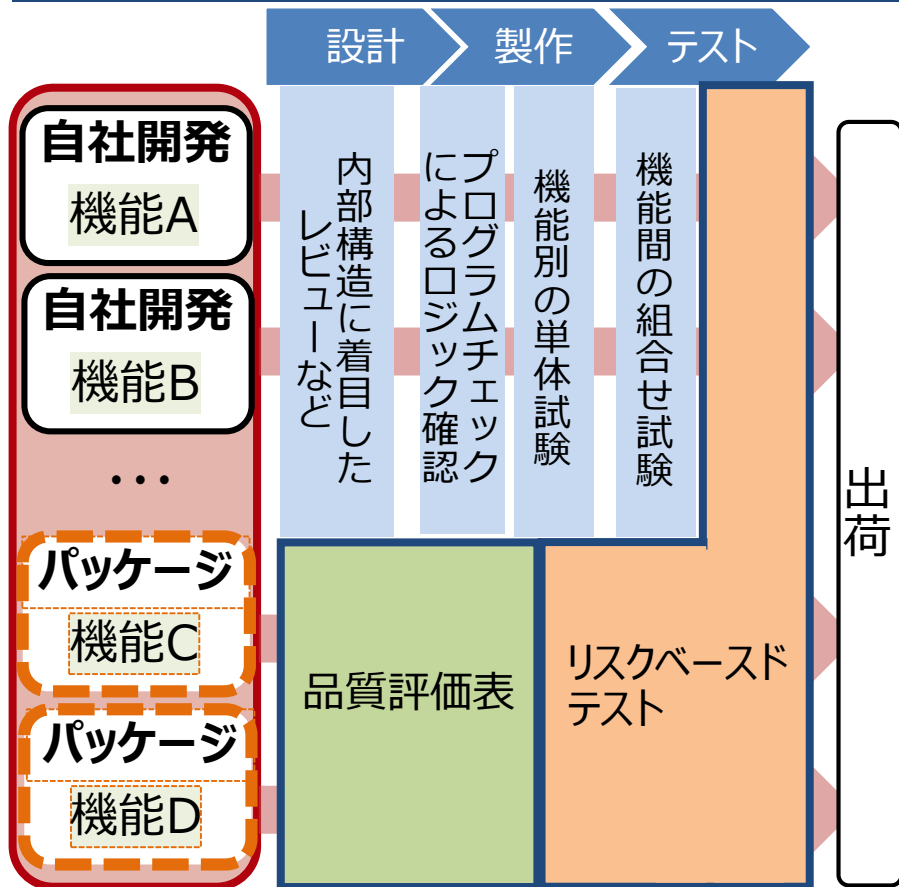 設計
製作
テスト
自社開発
機能A
自社開発
機能B
・・・
パッケージ
機能C
パッケージ
機能D
内部構造に着目した
レビューなど
プログラムチェック
によるロジック確認
機能別の単体試験
機能間の組合せ試験
品質評価表
リスクベースド
テスト
出荷